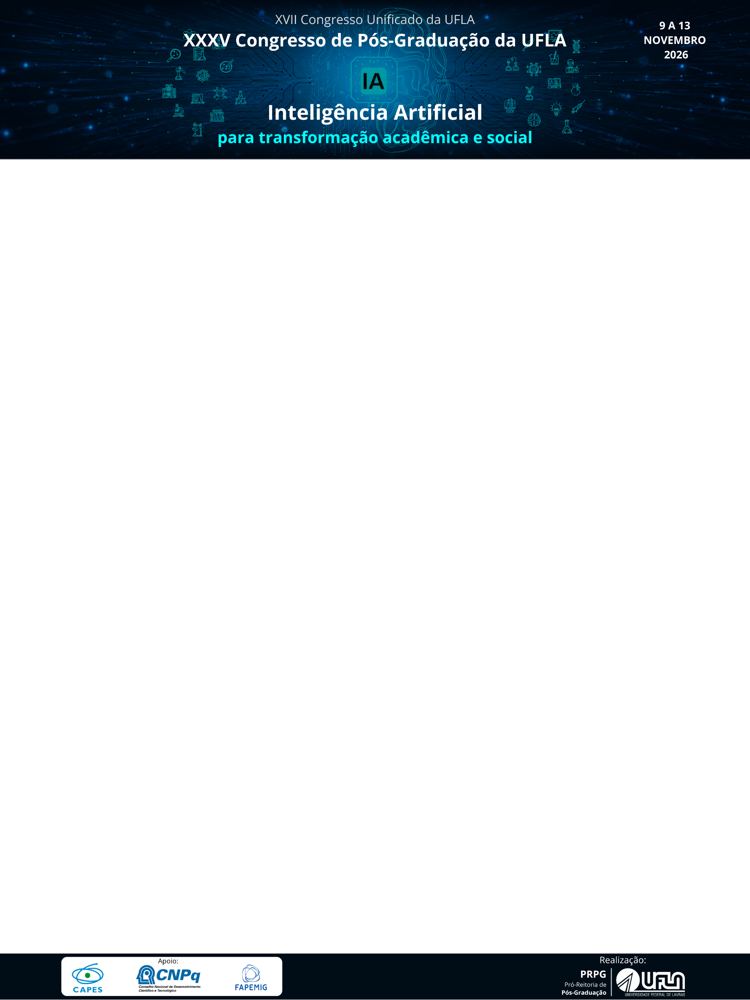 XVII Congresso Unificado da UFLA
XXXV Congresso de Pós-Graduação da UFLA
9 A 13
NOVEMBRO
2026
IA
Inteligência Artificial
para transformação acadêmica e social
Apoio:
CAPES
CNPq
Conselho Nacional de Desenvolvimento
Científico e Tecnológico
FAPEMIG
Realização:
PRPG
Pró-Reitoria de
Pós-Graduação
UFLA
UNIVERSIDADE FEDERAL DE LAVRAS